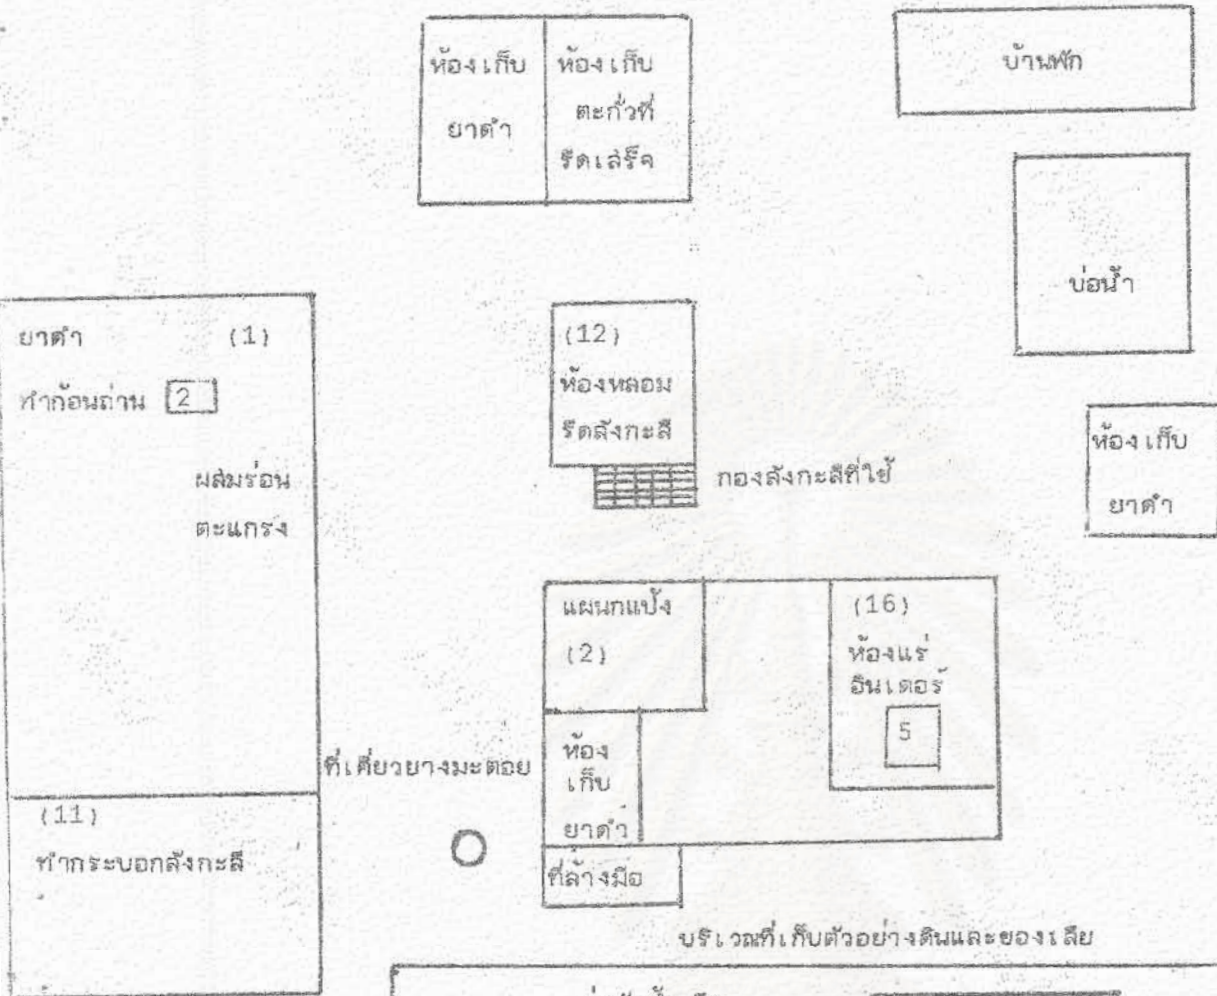 ห้องเก็บ
ยาดำ
ห้องเก็บ
ตะกั่วที่
รีดเสร็จ
บ้านพัก
บ่อน้ำ
ยาดำ (1)
ทำก้อนถ่าน 2
ผสมร่อน
ตะแกรง
(12)
ห้องหลอม
รีดสังกะสี
กองสังกะสีที่ใช้
ห้องเก็บ
ยาดำ
แผนกแป้ง
(2)
(16)
ห้องแร่
อินเดอร์
5
ห้อง
เก็บ
ยาดำ
ที่เคี่ยวยางมะตอย
(11)
ทำกระบอกสังกะสี
ที่ล้างมือ
บริเวณที่เก็บตัวอย่างดินและของเสีย